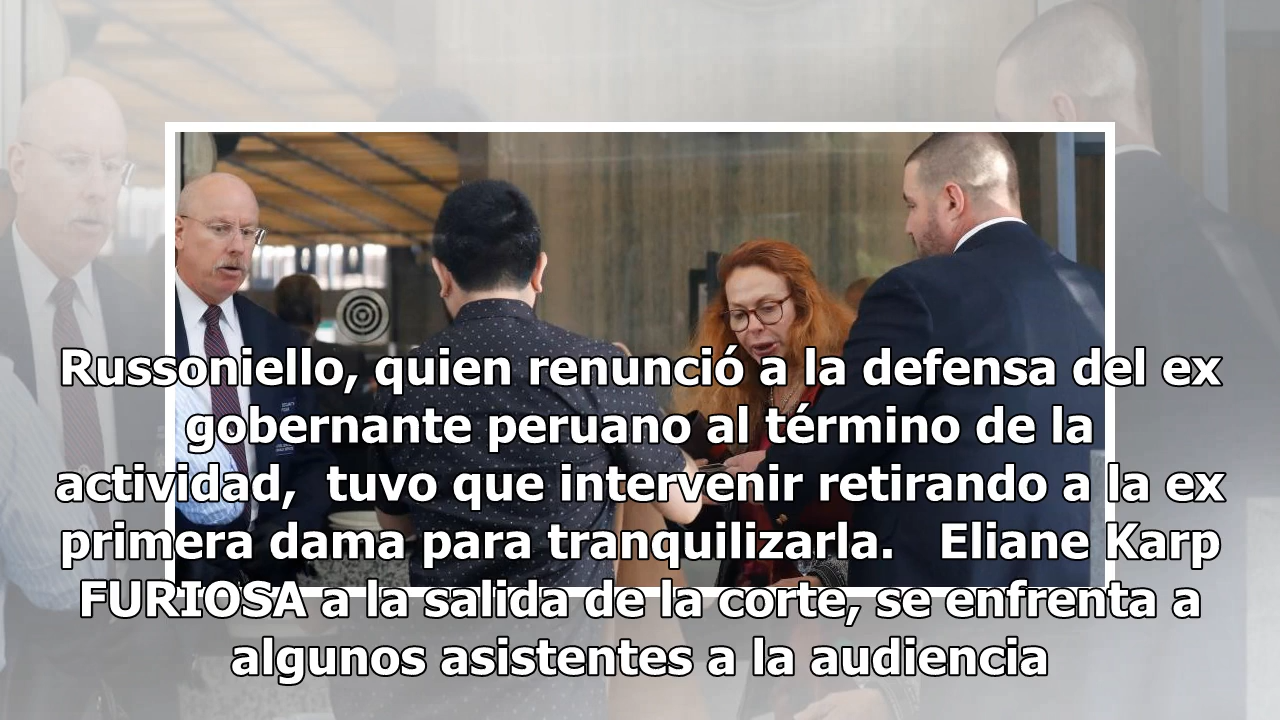 Russoniello, quien renunció a la defensa del ex
gobernante peruano al término de la
actividad,  tuvo que intervenir retirando a la ex
primera dama para tranquilizarla.   Eliane Karp
FURIOSA a la salida de la corte, se enfrenta a
algunos asistentes a la audiencia